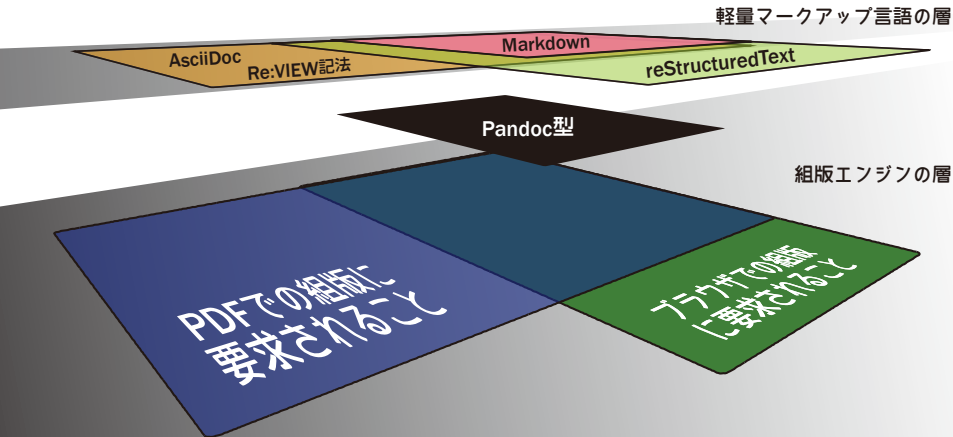 軽量マークアップ言語の層
Markdown
AsciiDoc
Re:VIEW記法
reStructuredText
Pandoc型
組版エンジンの層
PDFでの組版に
要求されること
ブラウザでの組版
に要求されること